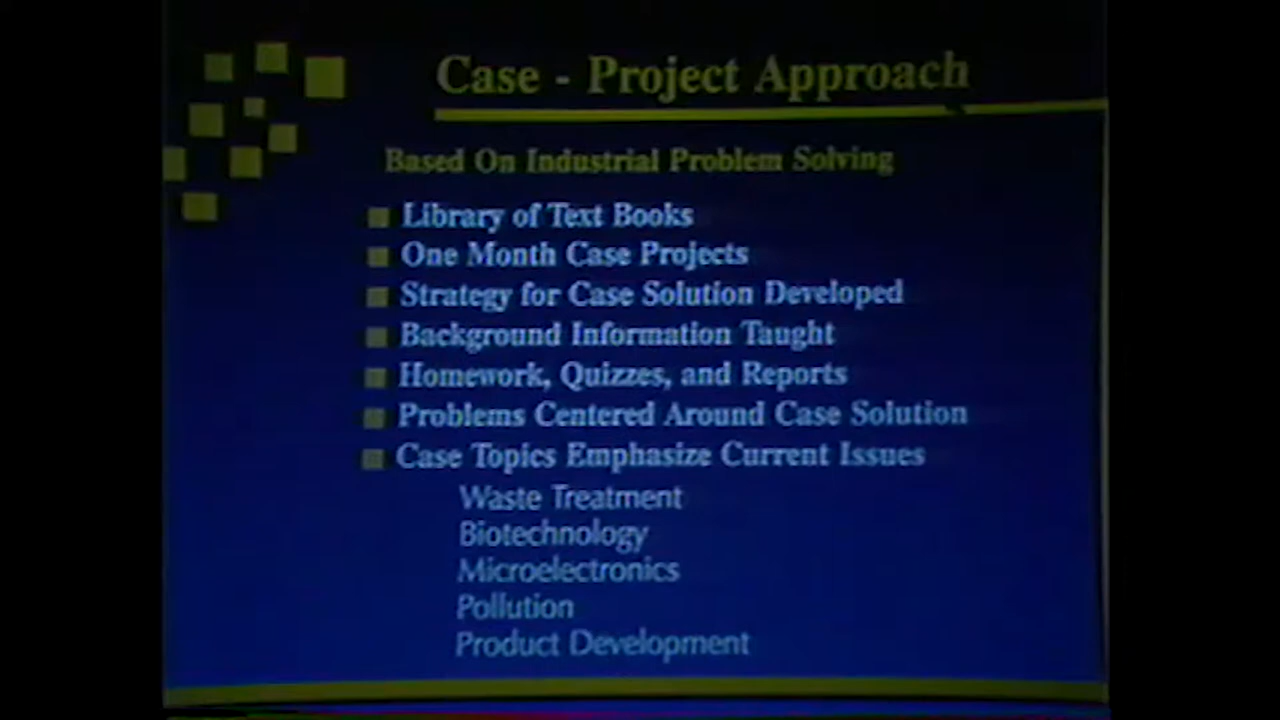 Case - Project Approach
Based On Industrial Problem Solving
Library of Text Books
One Month Case Projects
Strategy for Case Solution Developed
Background Information Taught
Homework, Quizzes, and Reports
Problems Centered Around Case Solution
Case Topics Emphasize Current Issues
Waste Treatment
Biotechnology
Microelectronics
Pollution
Product Development